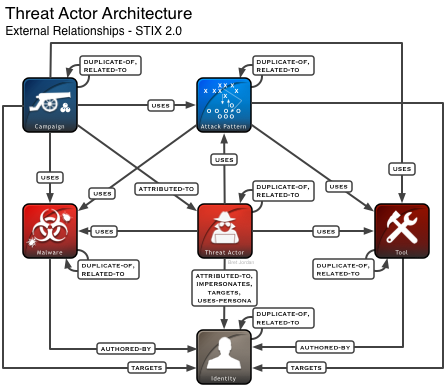 Threat Actor Architecture
External Relationships - STIX 2.0
DUPLICATE-OF,
RELATED-TO
DUPLICATE-OF,
RELATED-TO
USES
Campaign
Attack Pattern
USES
USES
ATTRIBUTED-TO
USES
USES
USES
DUPLICATE-OF,
RELATED-TO
USES
USES
Malware
Threat Actor
Tool
DUPLICATE-OF,
RELATED-TO
ATTRIBUTED-TO,
IMPERSONATES,
TARGETS,
USES-PERSONA
DUPLICATE-OF,
RELATED-TO
DUPLICATE-OF,
RELATED-TO
AUTHORED-BY
AUTHORED-BY
TARGETS
TARGETS
Identity